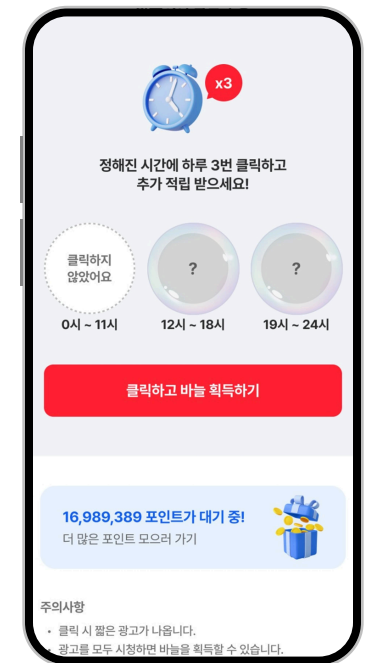 x3
정해진 시간에 하루 3번 클릭하고
추가 적립 받으세요!
클릭하지
않았어요
?
?
0시 ~ 11시
12시 ~ 18시
19시 ~ 24시
클릭하고 바늘 획득하기
16,989,389 포인트가 대기 중!
더 많은 포인트 모으러 가기
주의사항
• 클릭 시 짧은 광고가 나옵니다.
• 광고를 모두 시청하면 바늘을 획득할 수 있습니다.